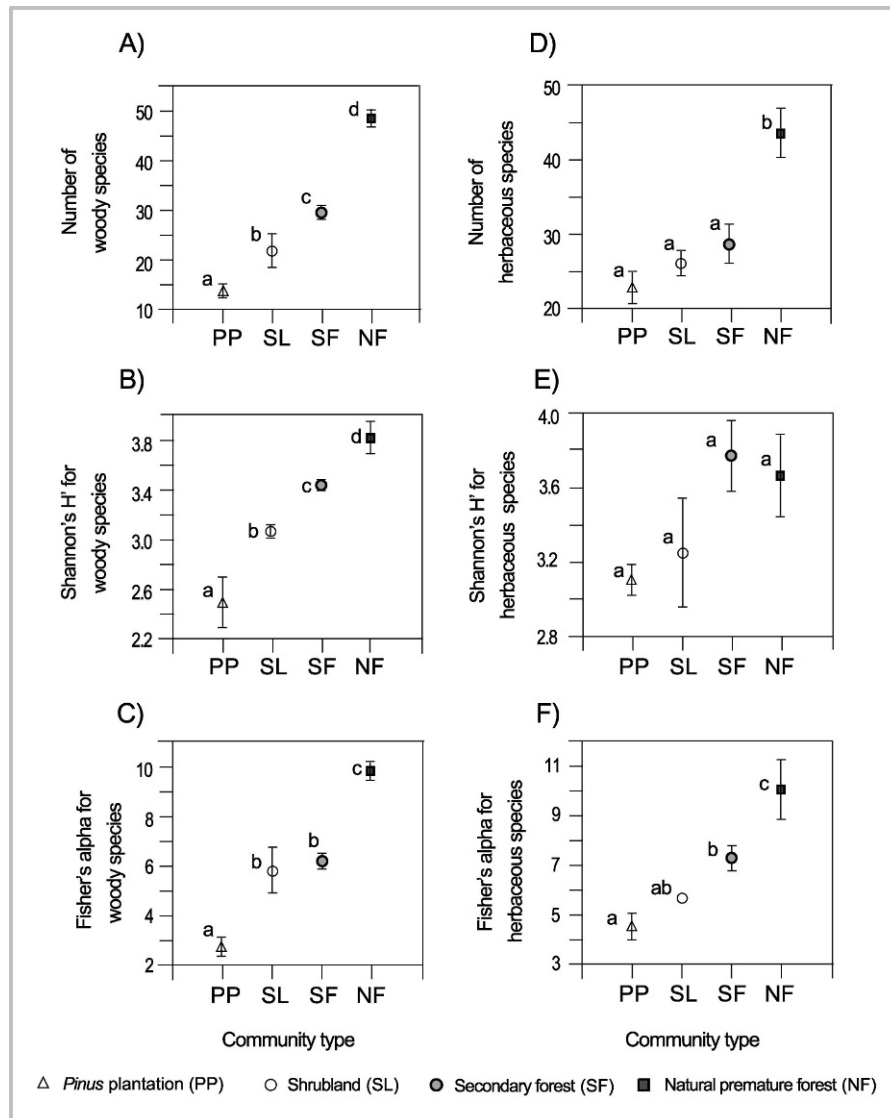 A)
Number of
woody species
50
40
30
20
10
a
b
c
d
PP SL SF NF
B)
Shannon's H' for
woody species
3.8
3.4
3.0
2.6
2.2
a
b
c
d
PP SL SF NF
C)
Fisher's alpha for
woody species
10
8
6
4
2
a
b
b
c
PP SL SF NF
Community type
D)
Number of
herbaceous species
50
40
30
20
a
a
a
b
PP SL SF NF
E)
Shannon's H' for
herbaceous species
4.0
3.6
3.2
2.8
a
a
a
a
PP SL SF NF
F)
Fisher's alpha for
herbaceous species
11
9
7
5
3
a
ab
b
c
PP SL SF NF
Community type
Pinus plantation (PP) Shrubland (SL) Secondary forest (SF) Natural premature forest (NF)